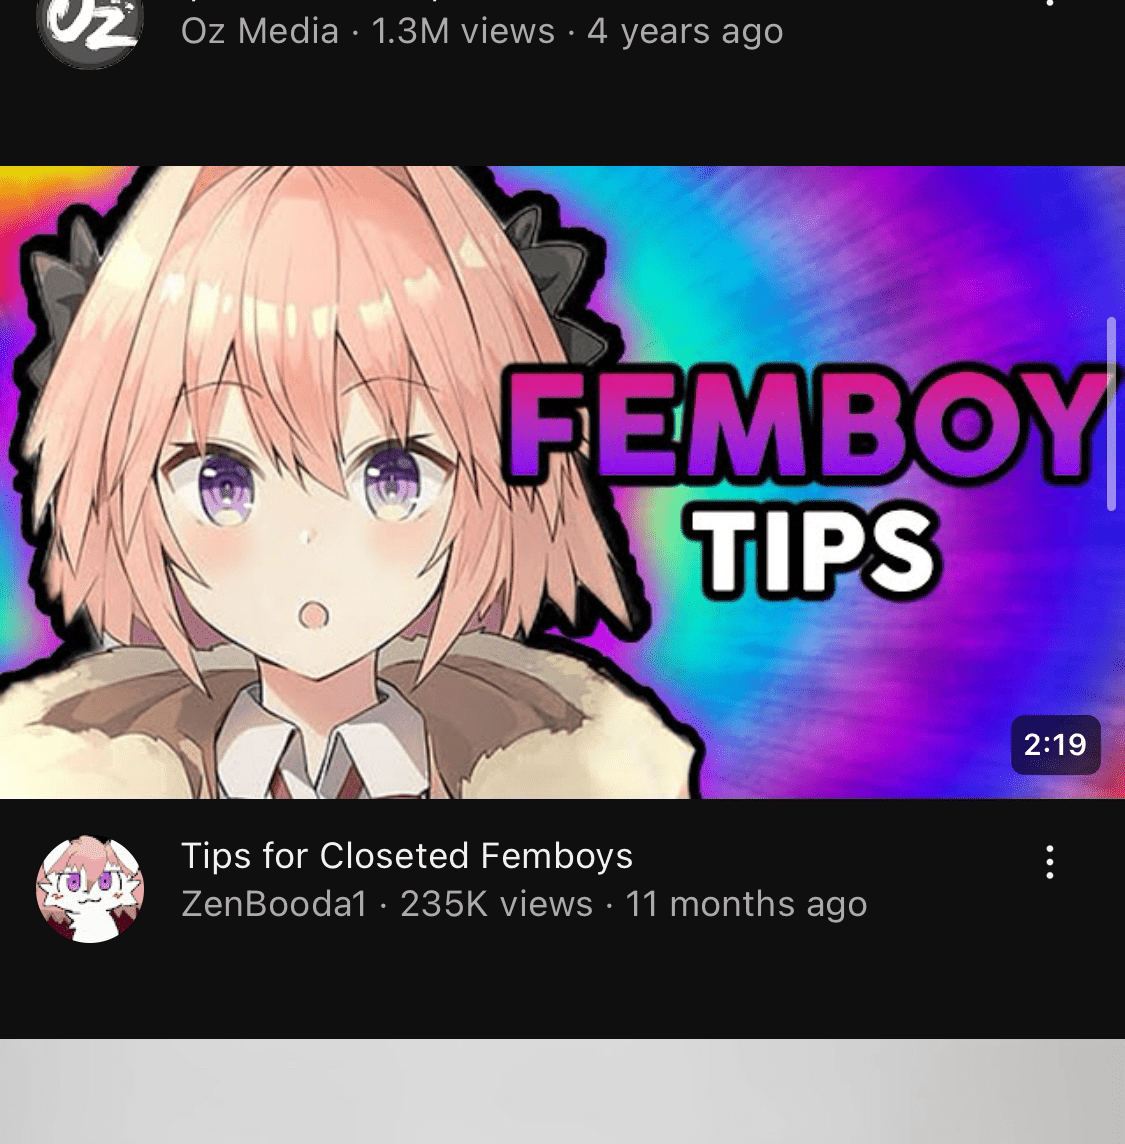 Oz
Oz Media · 1.3M views · 4 years ago
FEMBOY
TIPS
2:19
Tips for Closeted Femboys
ZenBooda1 · 235K views · 11 months ago